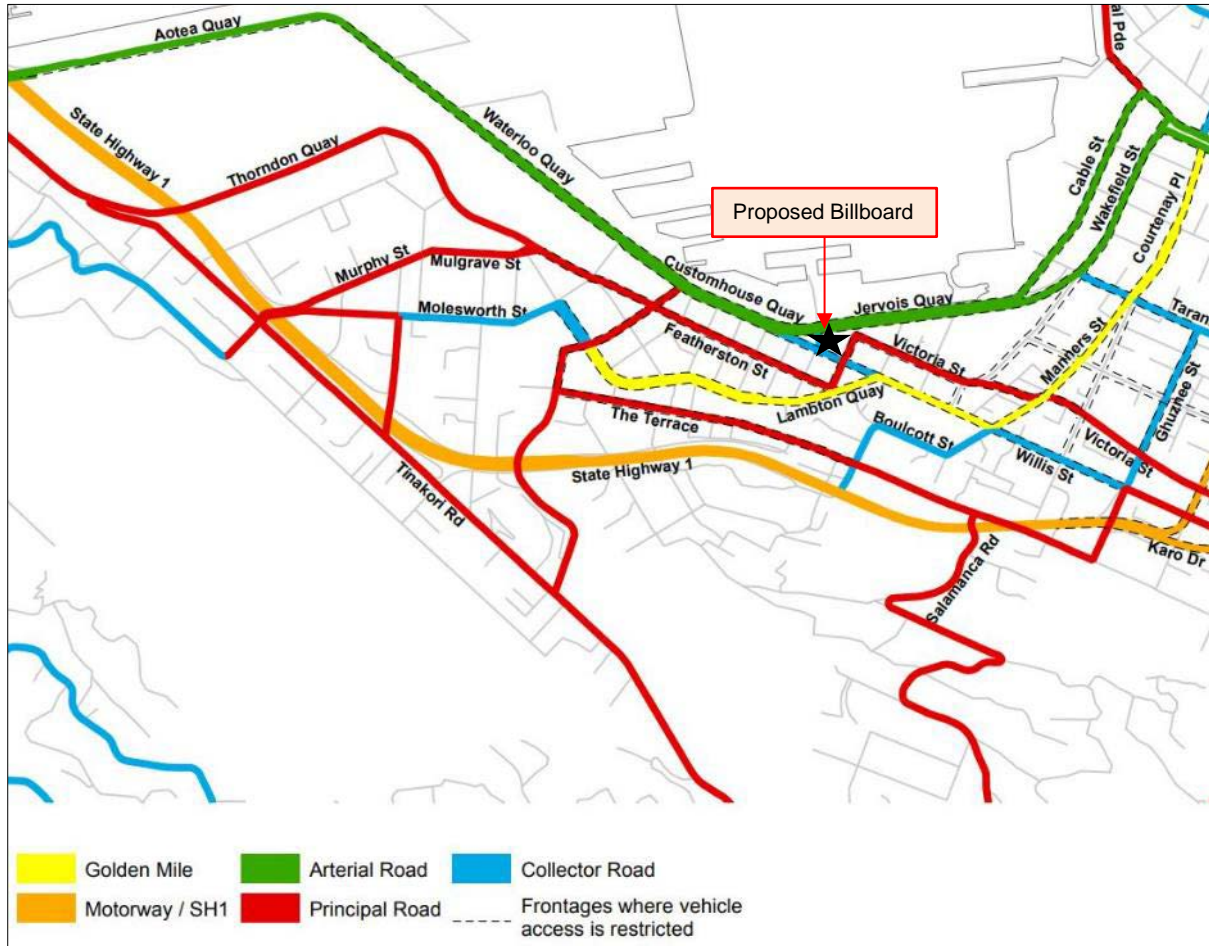 Aotea Quay
al Pde
State Highway 1
Thorndon Quay
Waterloo Quay
Cable St
Wakefield St
Courtenay Pl
Proposed Billboard
Murphy St
Mulgrave St
Molesworth St
Customhouse Quay
Jervois Quay
Taran
Featherston St
Victoria St
Manners St
Ghuznee St
Lambton Quay
The Terrace
Boulcott St
Willis St
Victoria St
State Highway 1
Tinakori Rd
Salamanca Rd
Karo Dr
Golden Mile
Arterial Road
Collector Road
Motorway / SH1
Principal Road
Frontages where vehicle
access is restricted